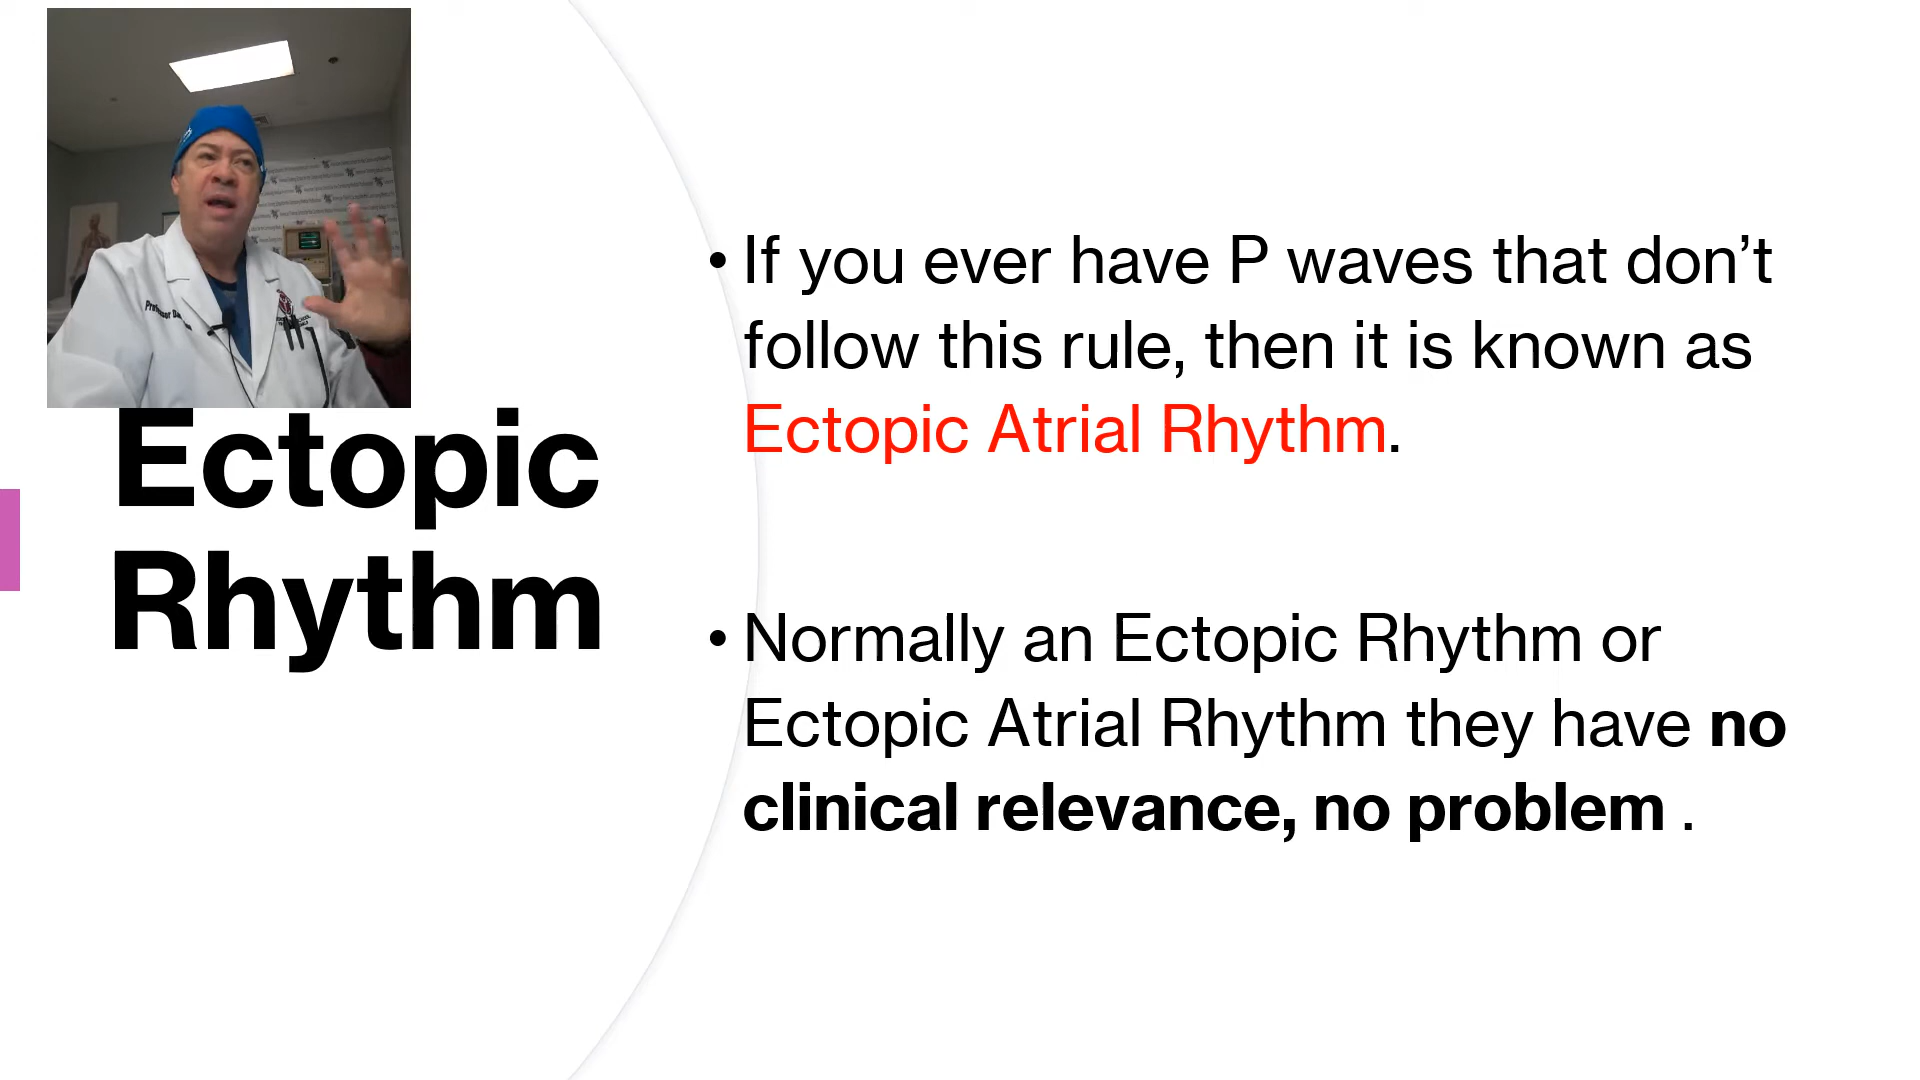 Ectopic
Rhythm
• If you ever have P waves that don’t
follow this rule, then it is known as
Ectopic Atrial Rhythm.
• Normally an Ectopic Rhythm or
Ectopic Atrial Rhythm they have no
clinical relevance, no problem .